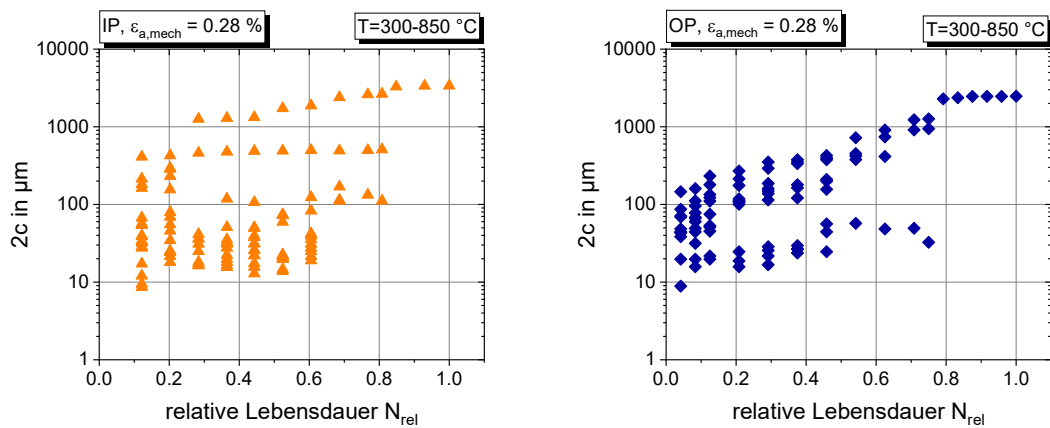 IP, εa,mech = 0.28 %
T=300-850 °C
10000
1000
100
10
1
2c in µm
0.0 0.2 0.4 0.6 0.8 1.0
relative Lebensdauer Nrel
OP, εa,mech = 0.28 %
T=300-850 °C
10000
1000
100
10
1
2c in µm
0.0 0.2 0.4 0.6 0.8 1.0
relative Lebensdauer Nrel